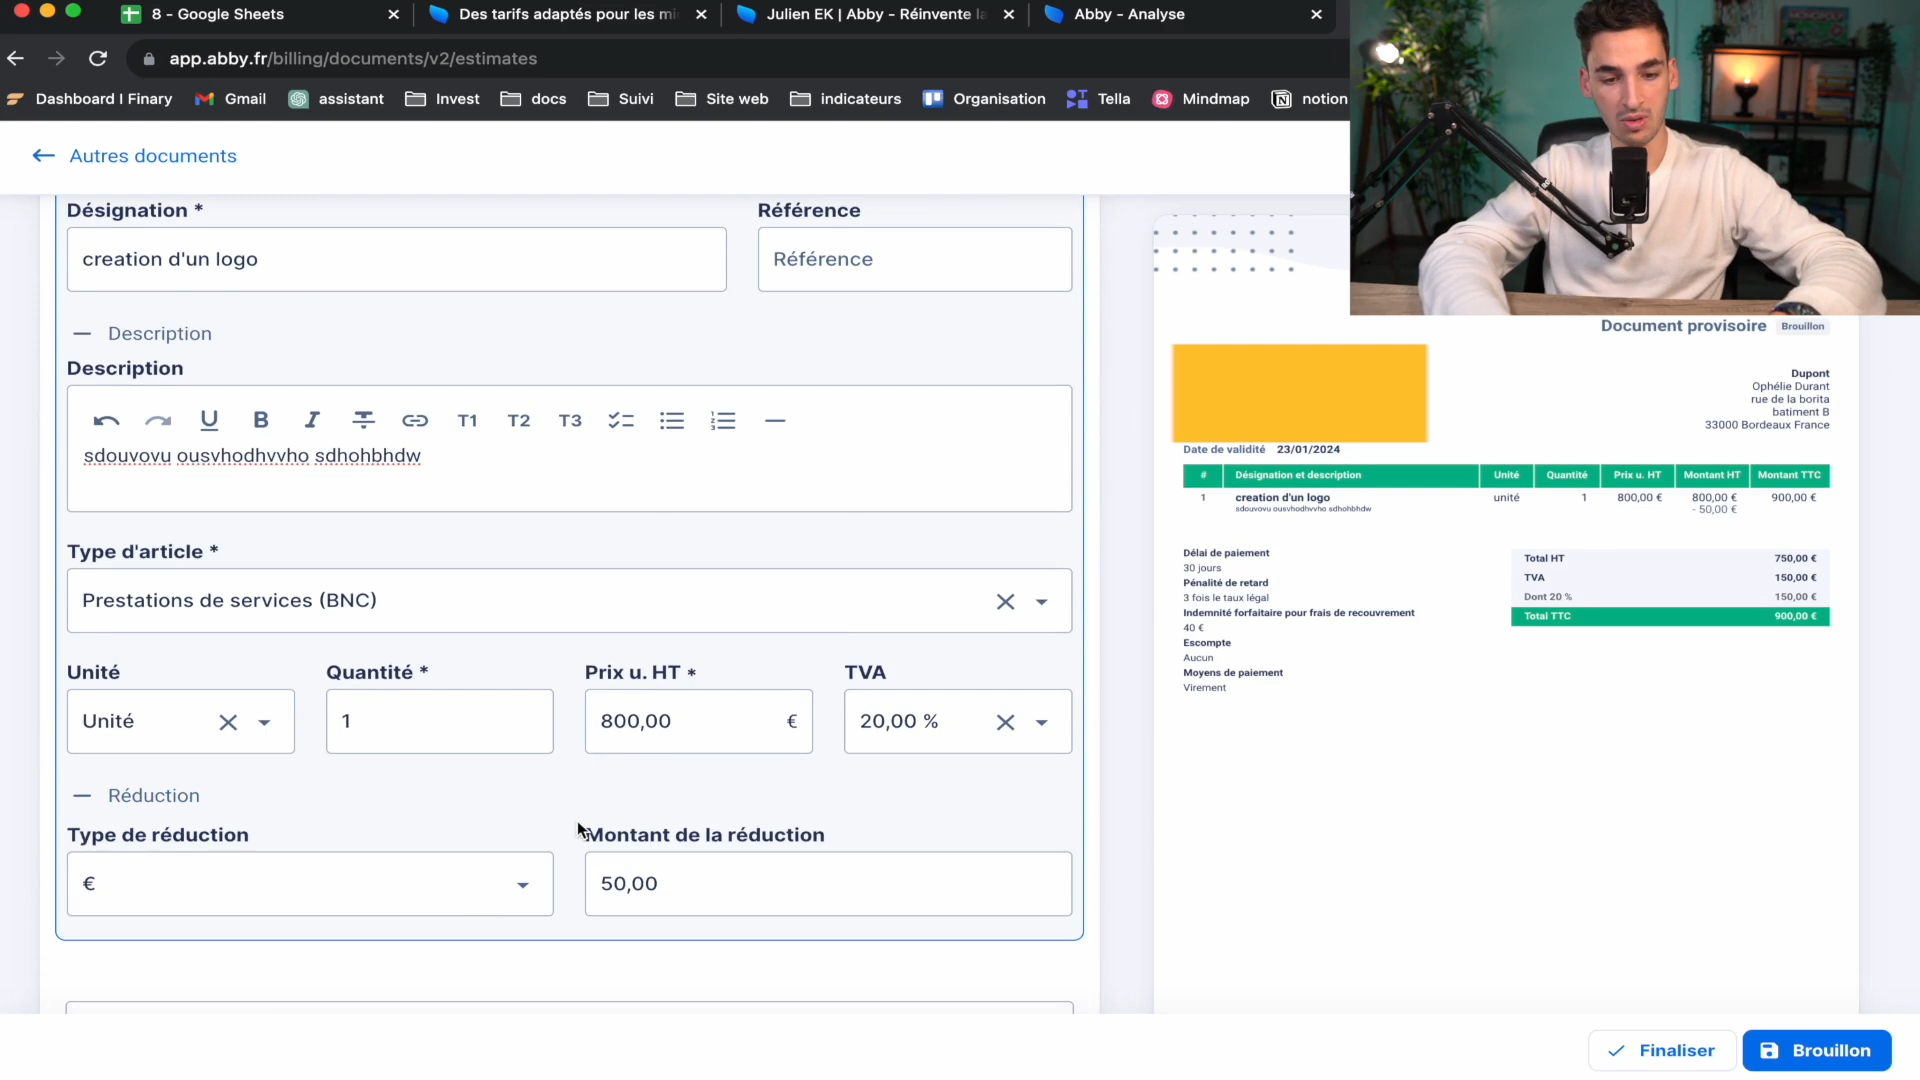 8 - Google Sheets
Des tarifs adaptés pour les mi
Julien EK | Abby - Réinvente la
Abby - Analyse
app.abby.fr/billing/documents/v2/estimates
Dashboard I Finary
Gmail
assistant
Invest
docs
Suivi
Site web
indicateurs
Organisation
Tella
Mindmap
notion
Autres documents
Désignation *
Référence
creation d'un logo
Référence
Description
Description
T1 T2 T3
sdouvovu ousvhodhvvho sdhohbhdw
Type d'article *
Prestations de services (BNC)
Unité
Quantité *
Prix u. HT *
TVA
Unité
1
800,00 €
20,00 %
Réduction
Type de réduction
Montant de la réduction
€
50,00
Document provisoire Brouillon
Dupont
Ophélie Durant
rue de la borita
batiment B
33000 Bordeaux France
Date de validité 23/01/2024
# Désignation et description Unité Quantité Prix u. HT Montant HT Montant TTC
1 creation d'un logo unité 1 800,00 € 800,00 € 900,00 €
sdouvovu ousvhodhvvho sdhohbhdw - 50,00 €
Délai de paiement
30 jours
Pénalité de retard
3 fois le taux légal
Indemnité forfaitaire pour frais de recouvrement
40 €
Escompte
Aucun
Moyens de paiement
Virement
Total HT 750,00 €
TVA 150,00 €
Dont 20 % 150,00 €
Total TTC 900,00 €
Finaliser
Brouillon
MONOPOLY